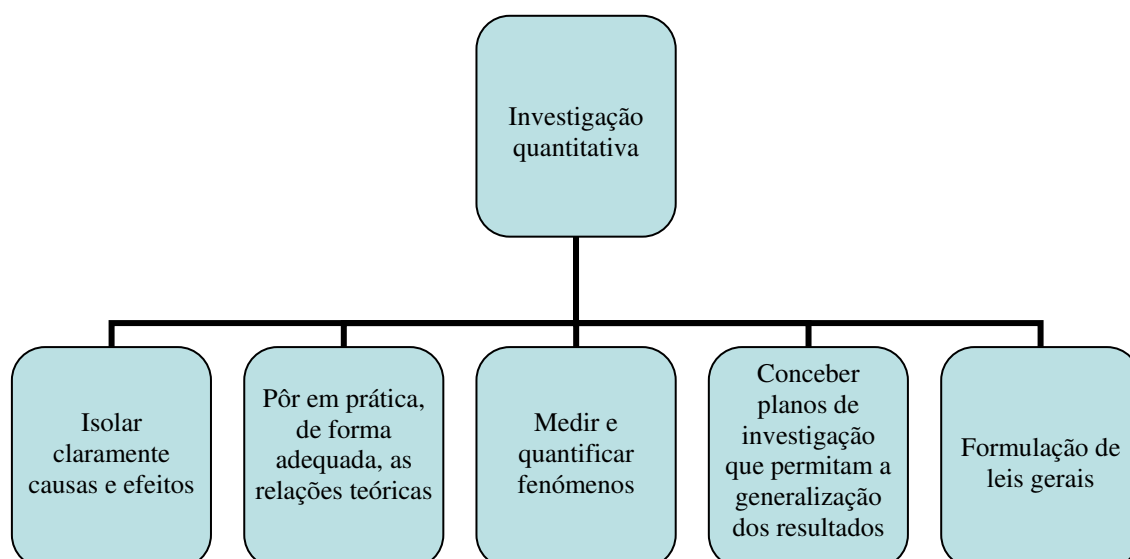 Investigação
quantitativa
Isolar
claramente
causas e efeitos
Pôr em prática,
de forma
adequada, as
relações teóricas
Medir e
quantificar
fenómenos
Conceber
planos de
investigação
que permitam a
generalização
dos resultados
Formulação de
leis gerais